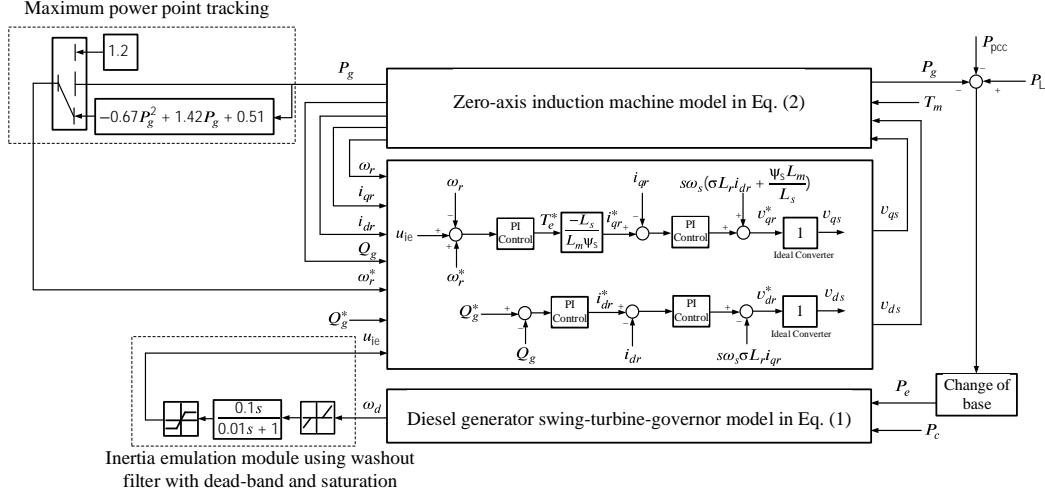 Maximum power point tracking
1.2
−0.67P_g^2 + 1.42P_g + 0.51
P_g
Zero-axis induction machine model in Eq. (2)
P_g
P_pcc
−
−
+
P_L
T_m
ω_r
i_qr
i_dr
Q_g
ω_r^*
Q_g^*
u_ie
ω_r
−
u_ie
+
+
ω_r^*
PI
Control
T_e^*
−L_s
L_mψ_s
i_qr^*
+
i_qr
−
PI
Control
sω_s(σL_r i_dr + ψ_s L_m / L_s)
+
+
v_qr^*
1
Ideal Converter
v_qs
v_qs
Q_g^*
+
−
Q_g
PI
Control
i_dr^*
+
−
i_dr
PI
Control
+
−
sω_sσL_r i_qr
v_dr^*
1
Ideal Converter
v_ds
v_ds
0.1s
0.01s + 1
ω_d
Diesel generator swing-turbine-governor model in Eq. (1)
P_e
P_c
Change of
base
Inertia emulation module using washout
filter with dead-band and saturation